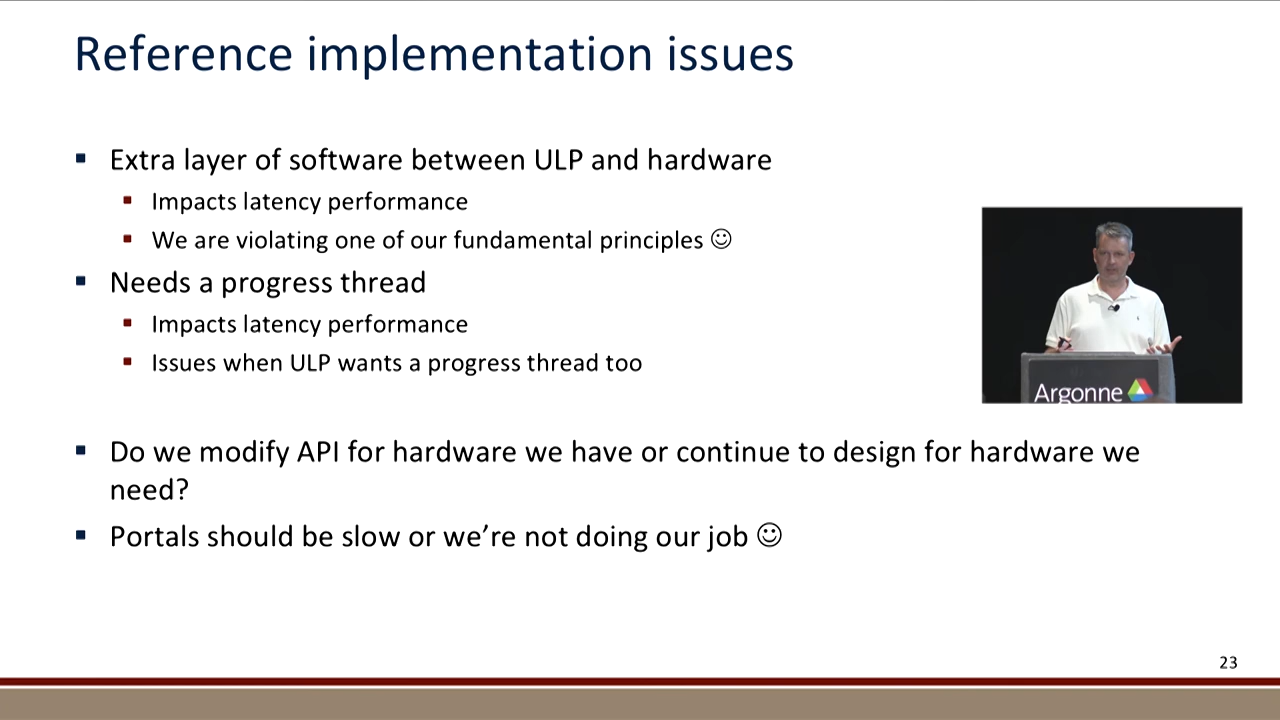 Reference implementation issues
▪ Extra layer of software between ULP and hardware
▪ Impacts latency performance
▪ We are violating one of our fundamental principles ☺
▪ Needs a progress thread
▪ Impacts latency performance
▪ Issues when ULP wants a progress thread too
Argonne
▪ Do we modify API for hardware we have or continue to design for hardware we
need?
▪ Portals should be slow or we’re not doing our job ☺
23